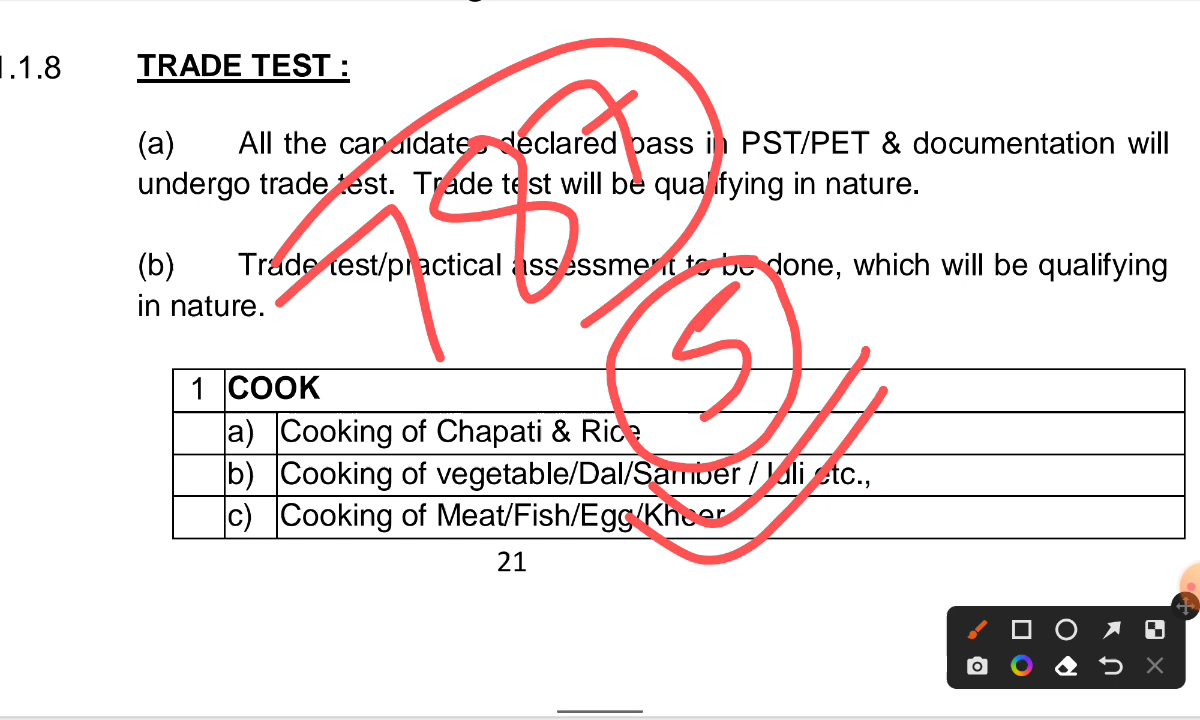 .1.8 TRADE TEST :
(a) All the candidates declared pass in PST/PET & documentation will
undergo trade test. Trade test will be qualifying in nature.
(b) Trade test/practical assessment to be done, which will be qualifying
in nature.
1 COOK
a) Cooking of Chapati & Rice
b) Cooking of vegetable/Dal/Samber / Idli etc.,
c) Cooking of Meat/Fish/Egg/Kheer
21
5